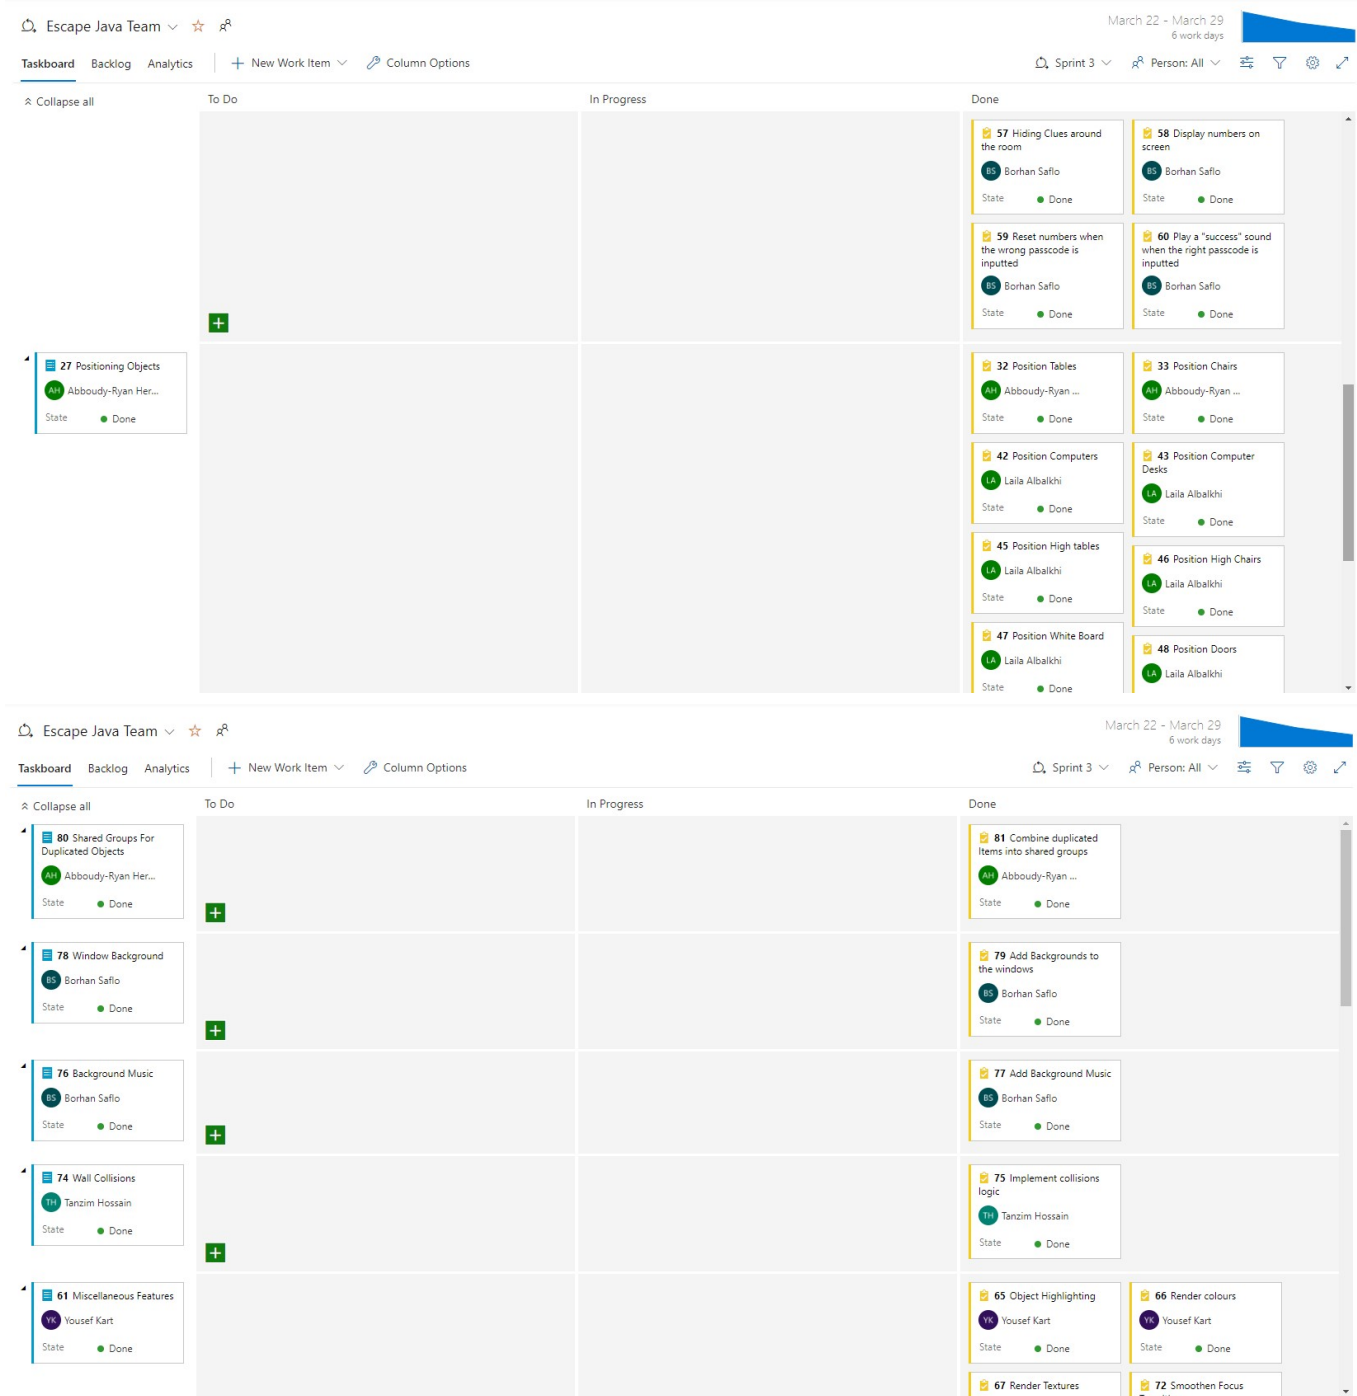 Escape Java Team
March 22 - March 29
6 work days
Taskboard Backlog Analytics New Work Item Column Options Sprint 3 Person: All
Collapse all To Do In Progress Done
57 Hiding Clues around
the room
BS Borhan Saflo
State Done
58 Display numbers on
screen
BS Borhan Saflo
State Done
59 Reset numbers when
the wrong passcode is
inputted
BS Borhan Saflo
State Done
60 Play a "success" sound
when the right passcode is
inputted
BS Borhan Saflo
State Done
27 Positioning Objects
AH Abboudy-Ryan Her...
State Done
32 Position Tables
AH Abboudy-Ryan ...
State Done
33 Position Chairs
AH Abboudy-Ryan ...
State Done
42 Position Computers
LA Laila Albalkhi
State Done
43 Position Computer
Desks
LA Laila Albalkhi
State Done
45 Position High tables
LA Laila Albalkhi
State Done
46 Position High Chairs
LA Laila Albalkhi
State Done
47 Position White Board
LA Laila Albalkhi
State Done
48 Position Doors
LA Laila Albalkhi
Escape Java Team
March 22 - March 29
6 work days
Taskboard Backlog Analytics New Work Item Column Options Sprint 3 Person: All
Collapse all To Do In Progress Done
80 Shared Groups For
Duplicated Objects
AH Abboudy-Ryan Her...
State Done
81 Combine duplicated
Items into shared groups
AH Abboudy-Ryan ...
State Done
78 Window Background
BS Borhan Saflo
State Done
79 Add Backgrounds to
the windows
BS Borhan Saflo
State Done
76 Background Music
BS Borhan Saflo
State Done
77 Add Background Music
BS Borhan Saflo
State Done
74 Wall Collisions
TH Tanzim Hossain
State Done
75 Implement collisions
logic
TH Tanzim Hossain
State Done
61 Miscellaneous Features
YK Yousef Kart
State Done
65 Object Highlighting
YK Yousef Kart
State Done
66 Render colours
YK Yousef Kart
State Done
67 Render Textures
72 Smoothen Focus